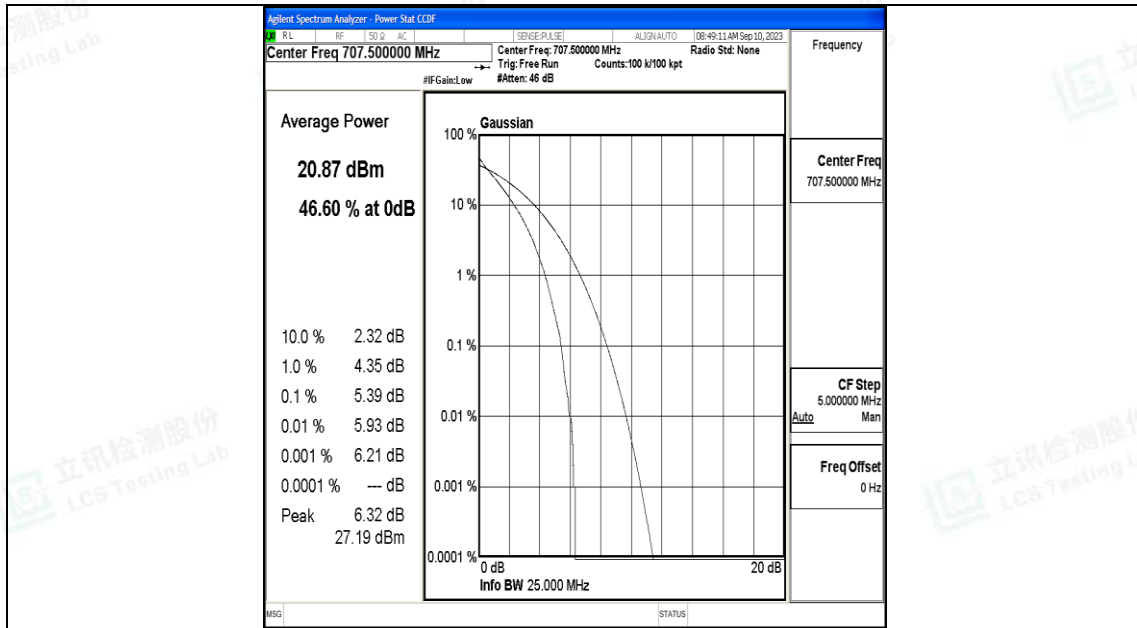 Agilent Spectrum Analyzer - Power Stat CCDF
RL RF 50 Ω AC SENSE:PULSE ALIGNAUTO 08:49:11 AM Sep 10, 2023
Center Freq 707.500000 MHz
Center Freq: 707.500000 MHz Radio Std: None
Trig: Free Run Counts:100 k/100 kpt
#IFGain:Low #Atten: 46 dB
Frequency
Center Freq
707.500000 MHz
CF Step
5.000000 MHz
Auto Man
Freq Offset
0 Hz
Average Power
20.87 dBm
46.60 % at 0dB
10.0 % 2.32 dB
1.0 % 4.35 dB
0.1 % 5.39 dB
0.01 % 5.93 dB
0.001 % 6.21 dB
0.0001 % --- dB
Peak 6.32 dB
27.19 dBm
Gaussian
100 %
10 %
1 %
0.1 %
0.01 %
0.001 %
0.0001 %
0 dB 20 dB
Info BW 25.000 MHz
MSG STATUS
立讯检测股份
LCS Testing Lab
立讯检测股份